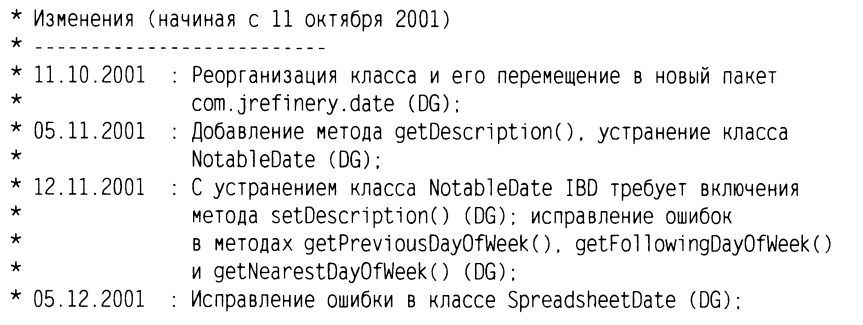 * Изменения (начиная с 11 октября 2001)
* --------------------------
* 11.10.2001 : Реорганизация класса и его перемещение в новый пакет
* com.jrefinery.date (DG);
* 05.11.2001 : Добавление метода getDescription(), устранение класса
* NotableDate (DG);
* 12.11.2001 : С устранением класса NotableDate IBD требует включения
* метода setDescription() (DG); исправление ошибок
* в методах getPreviousDayOfWeek(), getFollowingDayOfWeek()
* и getNearestDayOfWeek() (DG);
* 05.12.2001 : Исправление ошибки в классе SpreadsheetDate (DG);